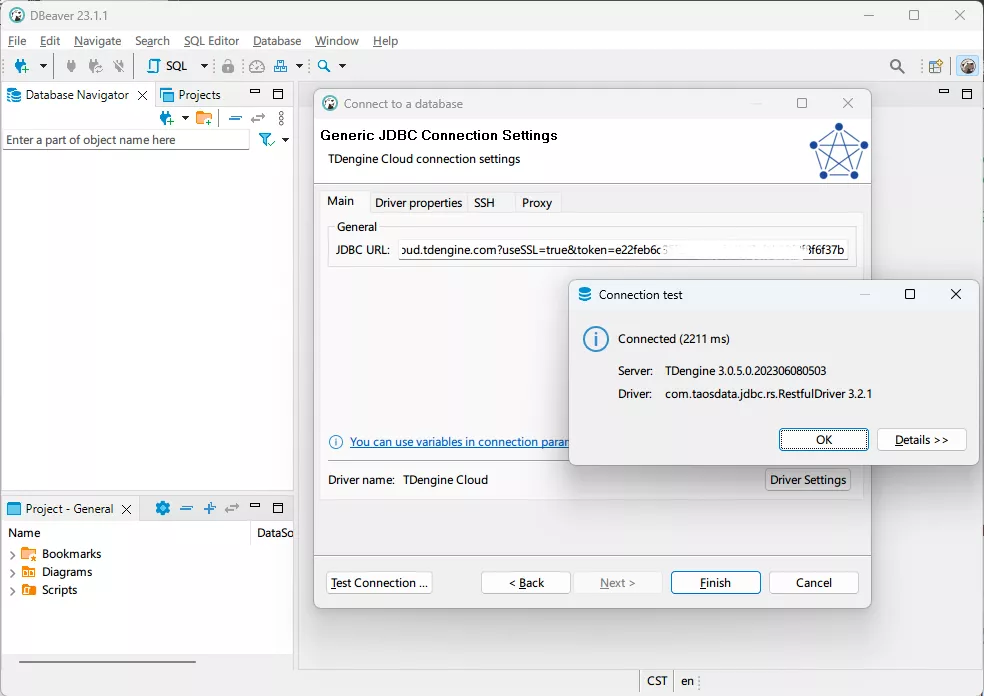 DBeaver 23.1.1
File Edit Navigate Search SQL Editor Database Window Help
SQL
Database Navigator
Projects
Enter a part of object name here
Connect to a database
Generic JDBC Connection Settings
TDengine Cloud connection settings
Main Driver properties SSH Proxy
General
JDBC URL: oud.tdengine.com?useSSL=true&token=e22feb6c f8f6f37b
Connection test
Connected (2211 ms)
Server: TDengine 3.0.5.0.202306080503
Driver: com.taosdata.jdbc.rs.RestfulDriver 3.2.1
OK Details >>
You can use variables in connection paran
Driver name: TDengine Cloud
Driver Settings
Test Connection ... < Back Next > Finish Cancel
Project - General
Name DataSo
Bookmarks
Diagrams
Scripts
CST en